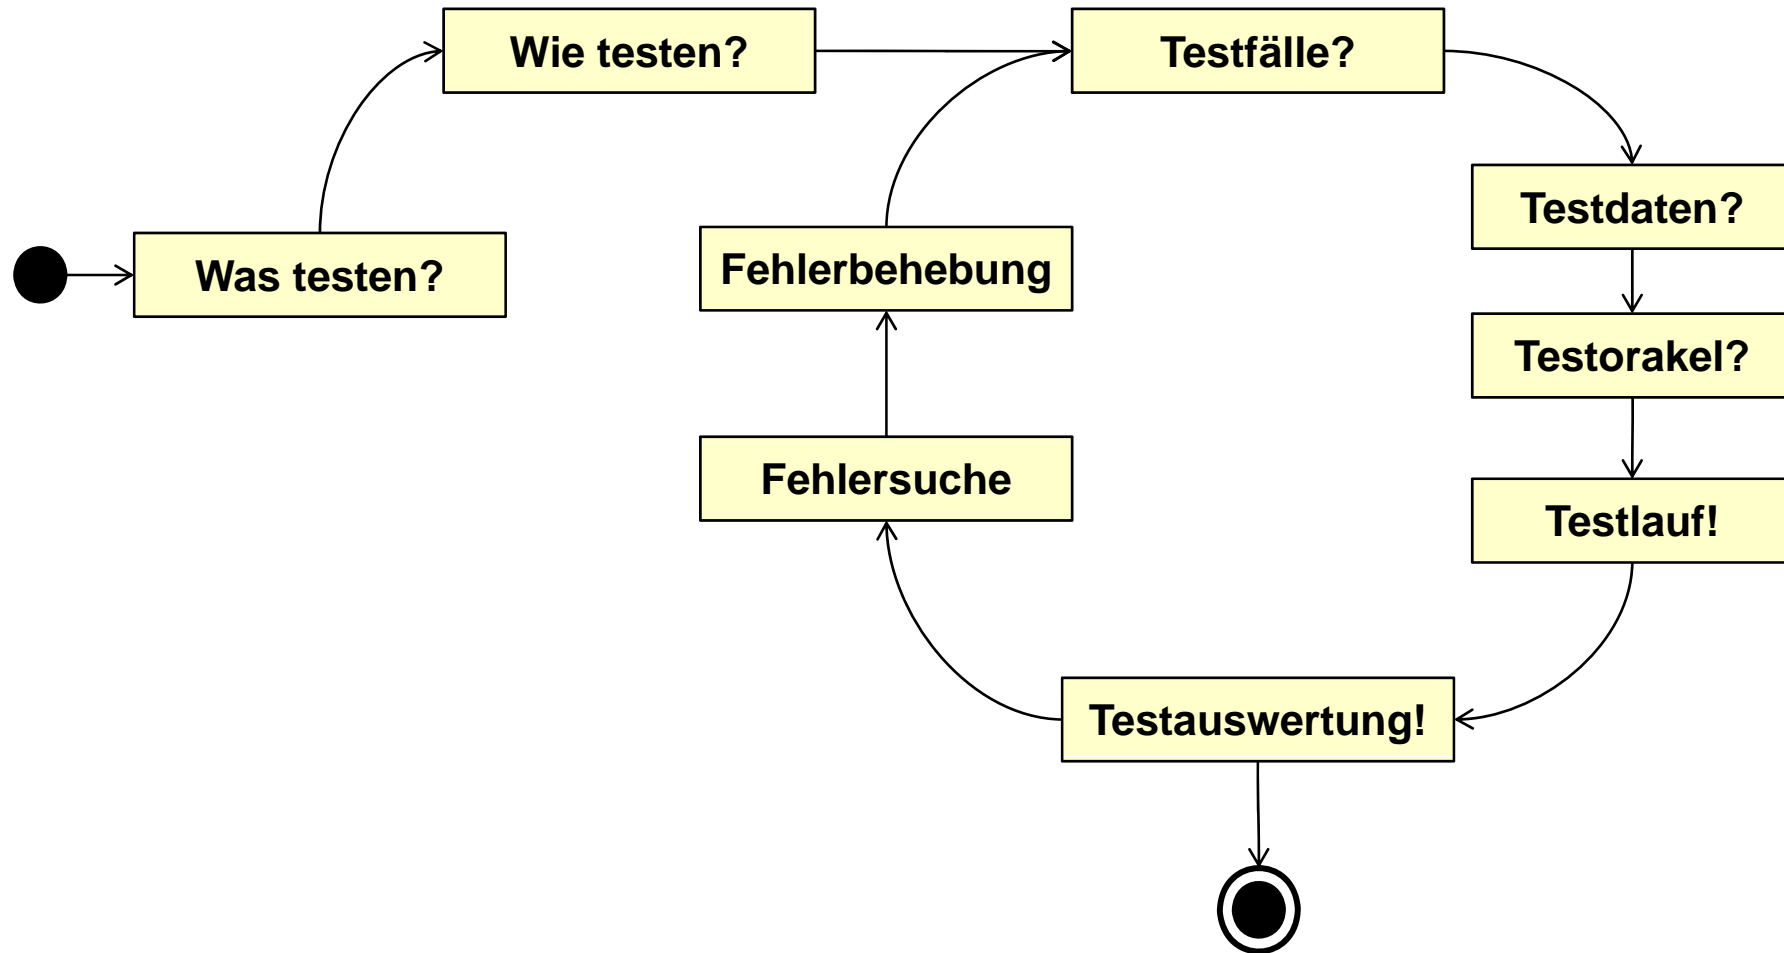 Wie testen?
Testfälle?
Testdaten?
Was testen?
Fehlerbehebung
Testorakel?
Fehlersuche
Testlauf!
Testauswertung!